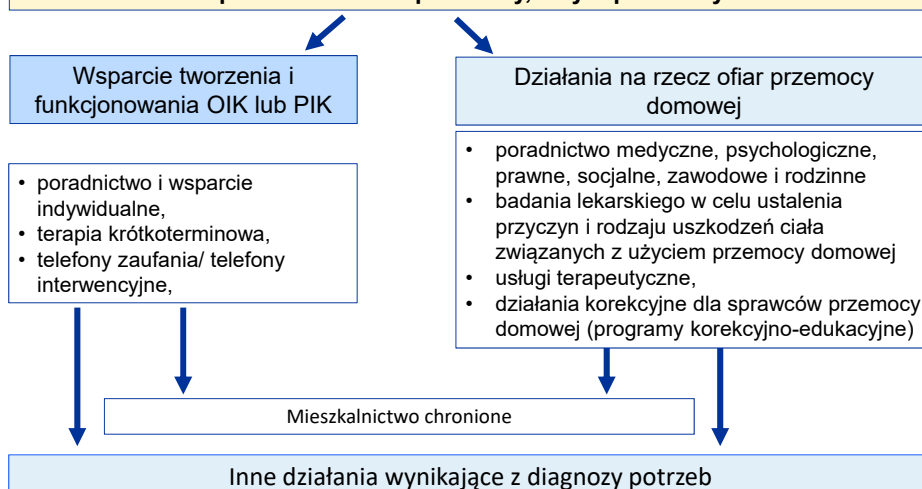 Wsparcie tworzenia i
funkcjonowania OIK lub PIK
• poradnictwo i wsparcie
indywidualne,
• terapia krótkoterminowa,
• telefony zaufania/ telefony
interwencyjne,
Działania na rzecz ofiar przemocy
domowej
• poradnictwo medyczne, psychologiczne,
prawne, socjalne, zawodowe i rodzinne
• badania lekarskiego w celu ustalenia
przyczyn i rodzaju uszkodzeń ciała
związanych z użyciem przemocy domowej
• usługi terapeutyczne,
• działania korekcyjne dla sprawców przemocy
domowej (programy korekcyjno-edukacyjne)
Mieszkalnictwo chronione
Inne działania wynikające z diagnozy potrzeb